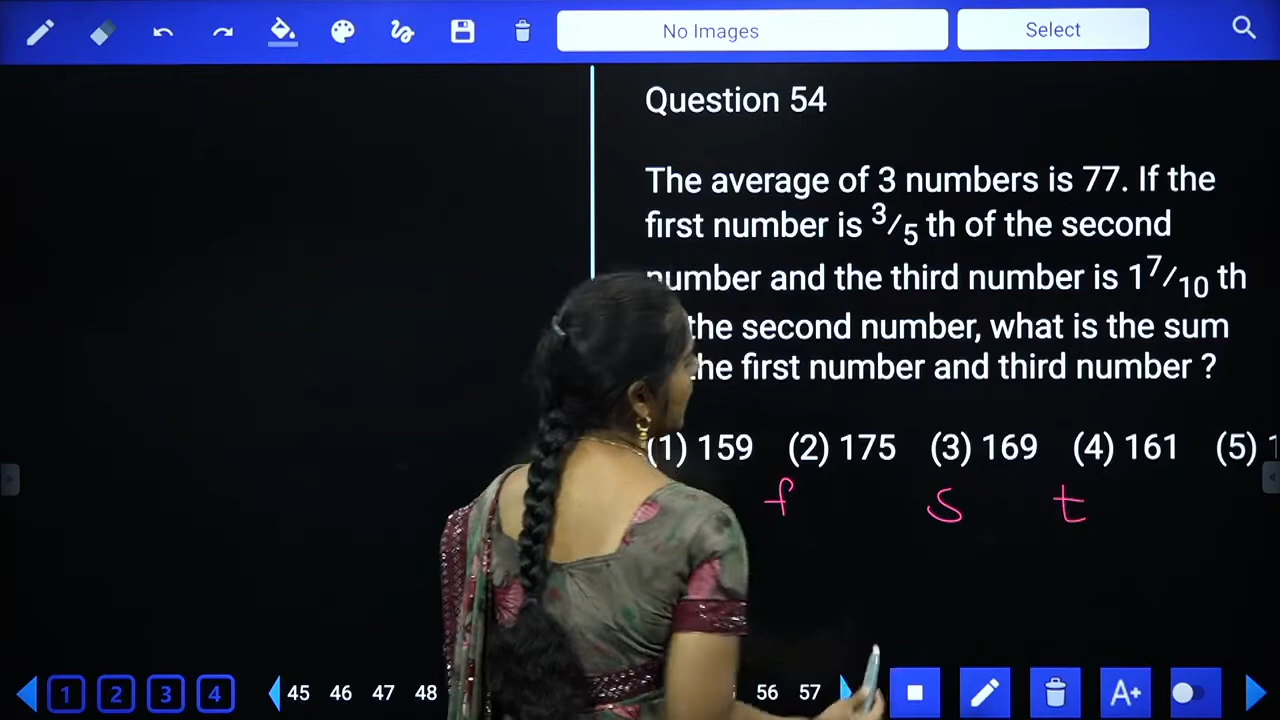 No Images
Select
Question 54
The average of 3 numbers is 77. If the
first number is 3/5 th of the second
number and the third number is 1 7/10 th
the second number, what is the sum
the first number and third number ?
(1) 159 (2) 175 (3) 169 (4) 161 (5)
f s t
1 2 3 4 45 46 47 48 56 57 A+